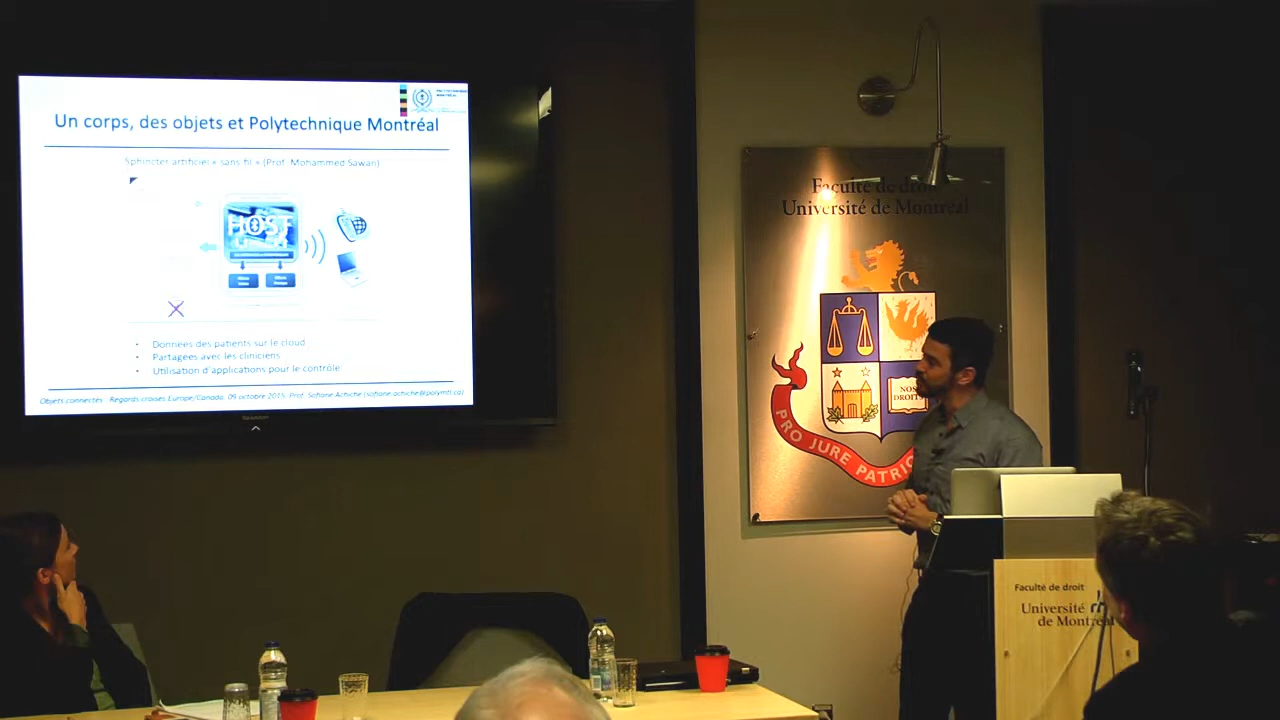 Un corps, des objets et Polytechnique Montréal
Sphincter artificiel « sans fil » (Prof. Mohammed Sawan)
HOST
Données des patients sur le cloud
Partagées avec les cliniciens
Utilisation d'applications pour le contrôle
Objets connectés : Regards croisés Europe/Canada. 09 octobre 2015. Prof. Sofiane Achiche (sofiane.achiche@polymtl.ca)
Faculté de droit
Université de Montréal
NOS
DROITS
PRO JURE PATRIO
Faculté de droit
Université
de Montréal